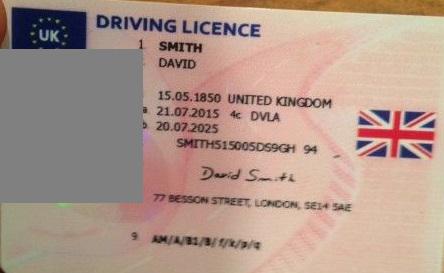 UK
DRIVING LICENCE
1 SMITH
DAVID
15.05.1850 UNITED KINGDOM
a 21.07.2015 4c DVLA
b 20.07.2025
SMITH515005DS9GH 94
David Smith
77 BESSON STREET, LONDON, SE14 5AE
9 AM/A/B1/B/f/k/p/q